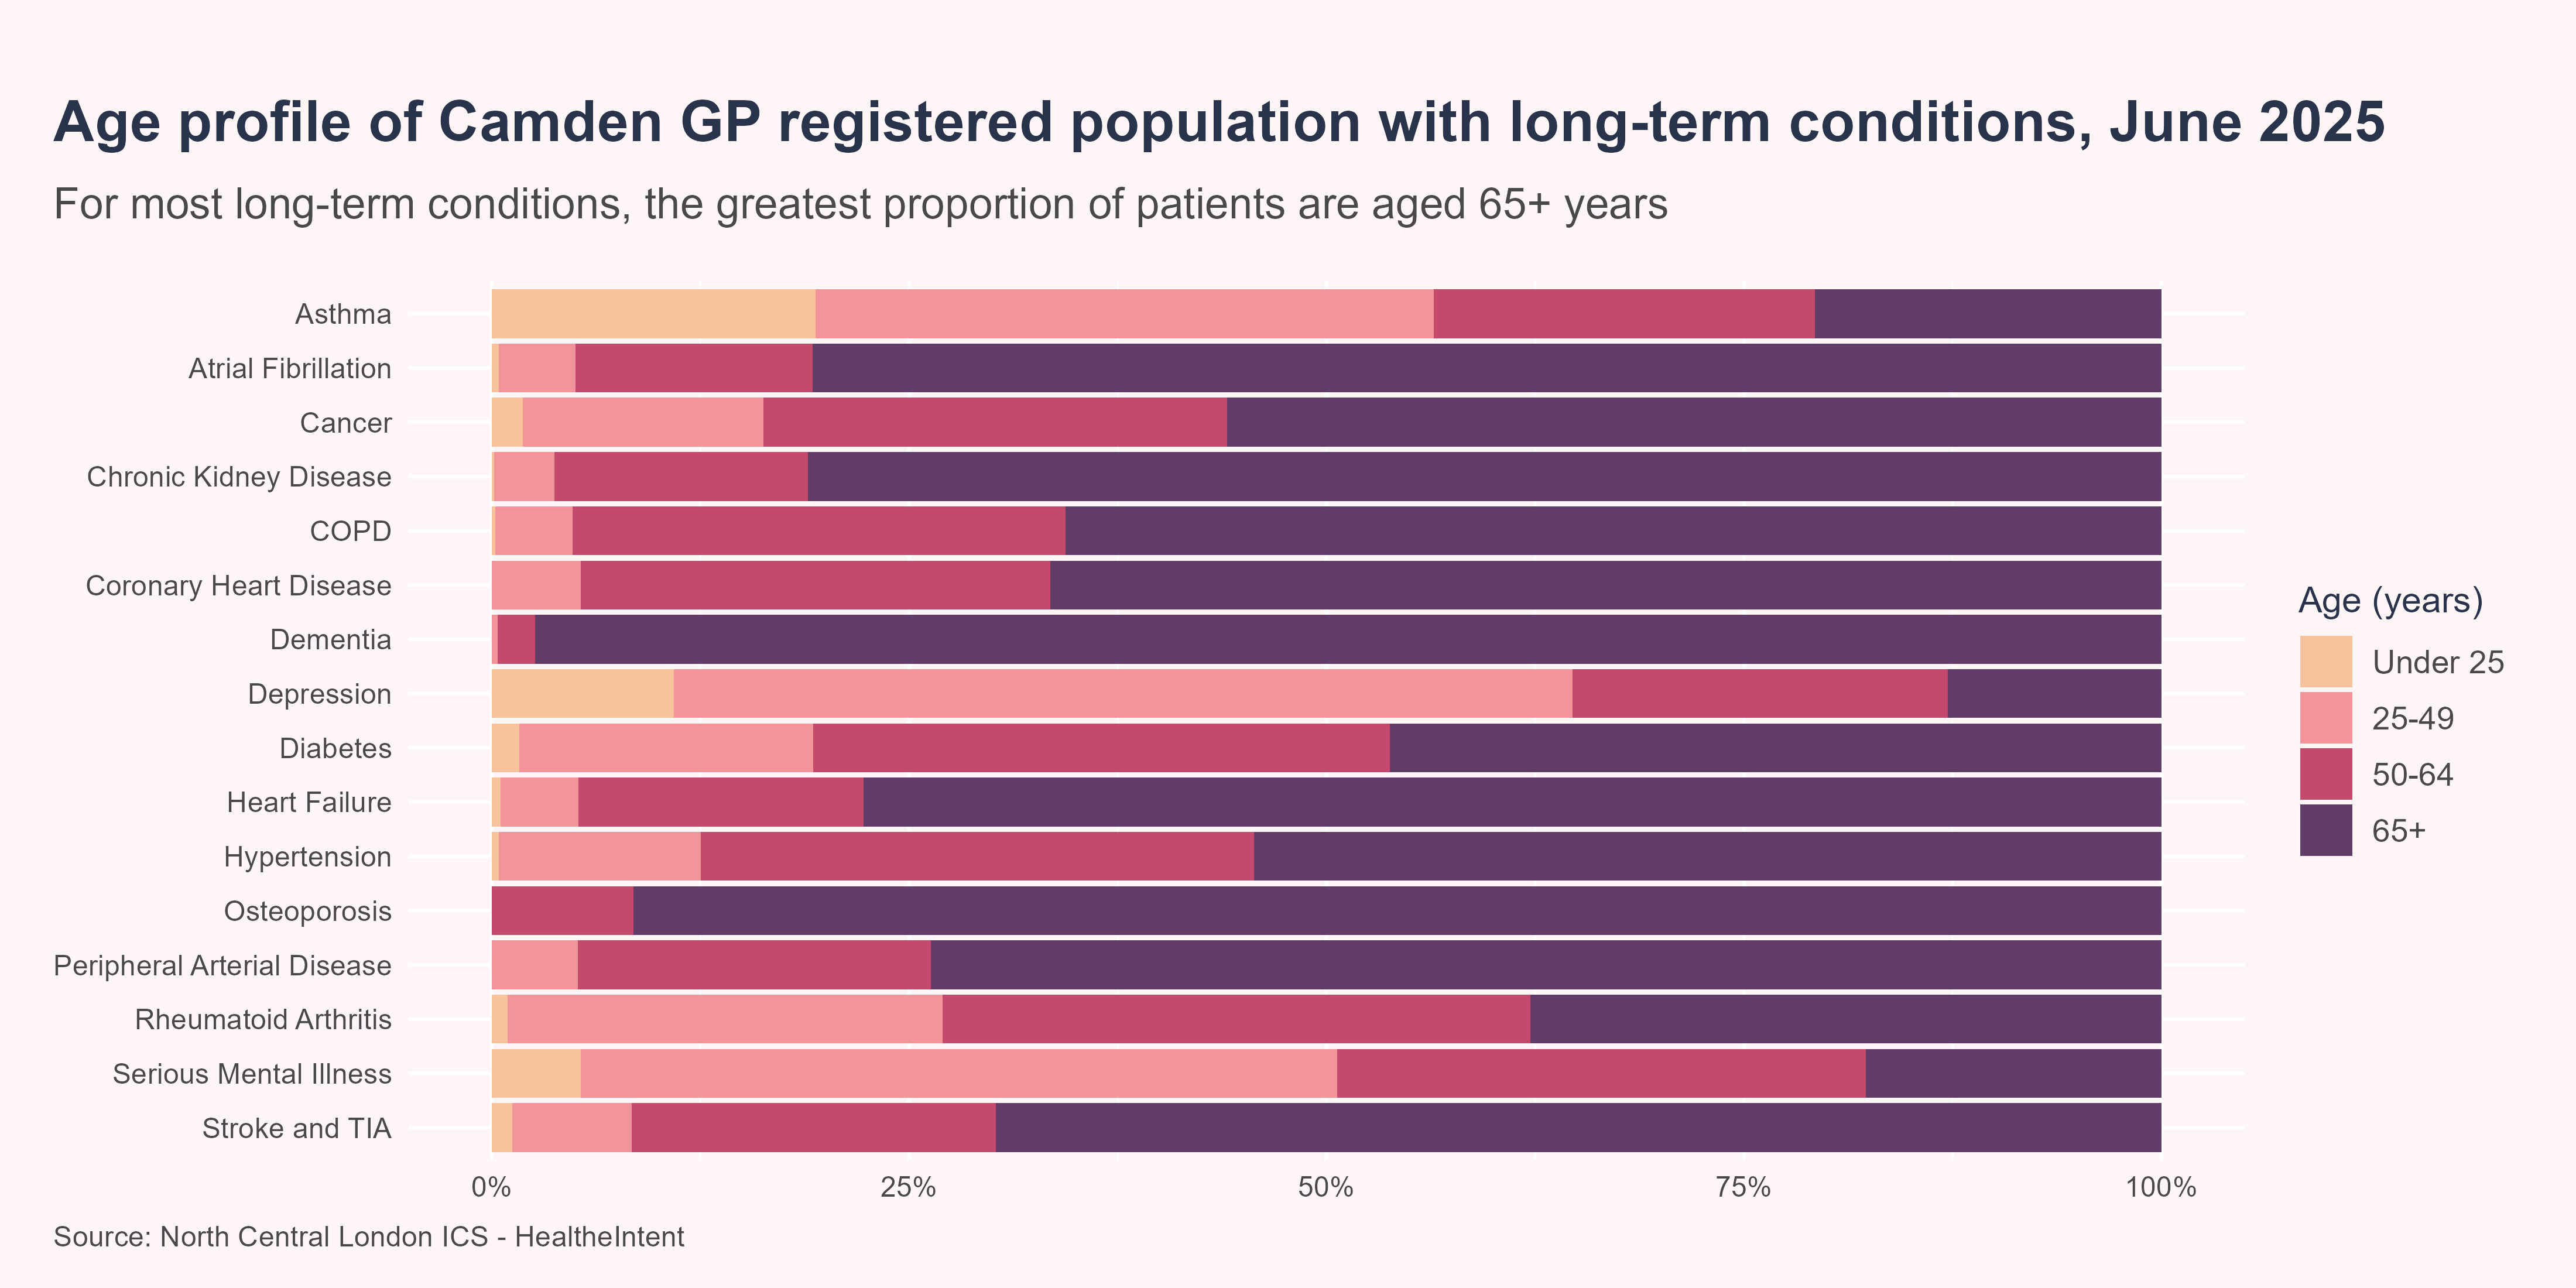 Age profile of Camden GP registered population with long-term conditions, June 2025
For most long-term conditions, the greatest proportion of patients are aged 65+ years
Asthma
Atrial Fibrillation
Cancer
Chronic Kidney Disease
COPD
Coronary Heart Disease
Dementia
Depression
Diabetes
Heart Failure
Hypertension
Osteoporosis
Peripheral Arterial Disease
Rheumatoid Arthritis
Serious Mental Illness
Stroke and TIA
0% 25% 50% 75% 100%
Age (years)
Under 25
25-49
50-64
65+
Source: North Central London ICS - HealtheIntent